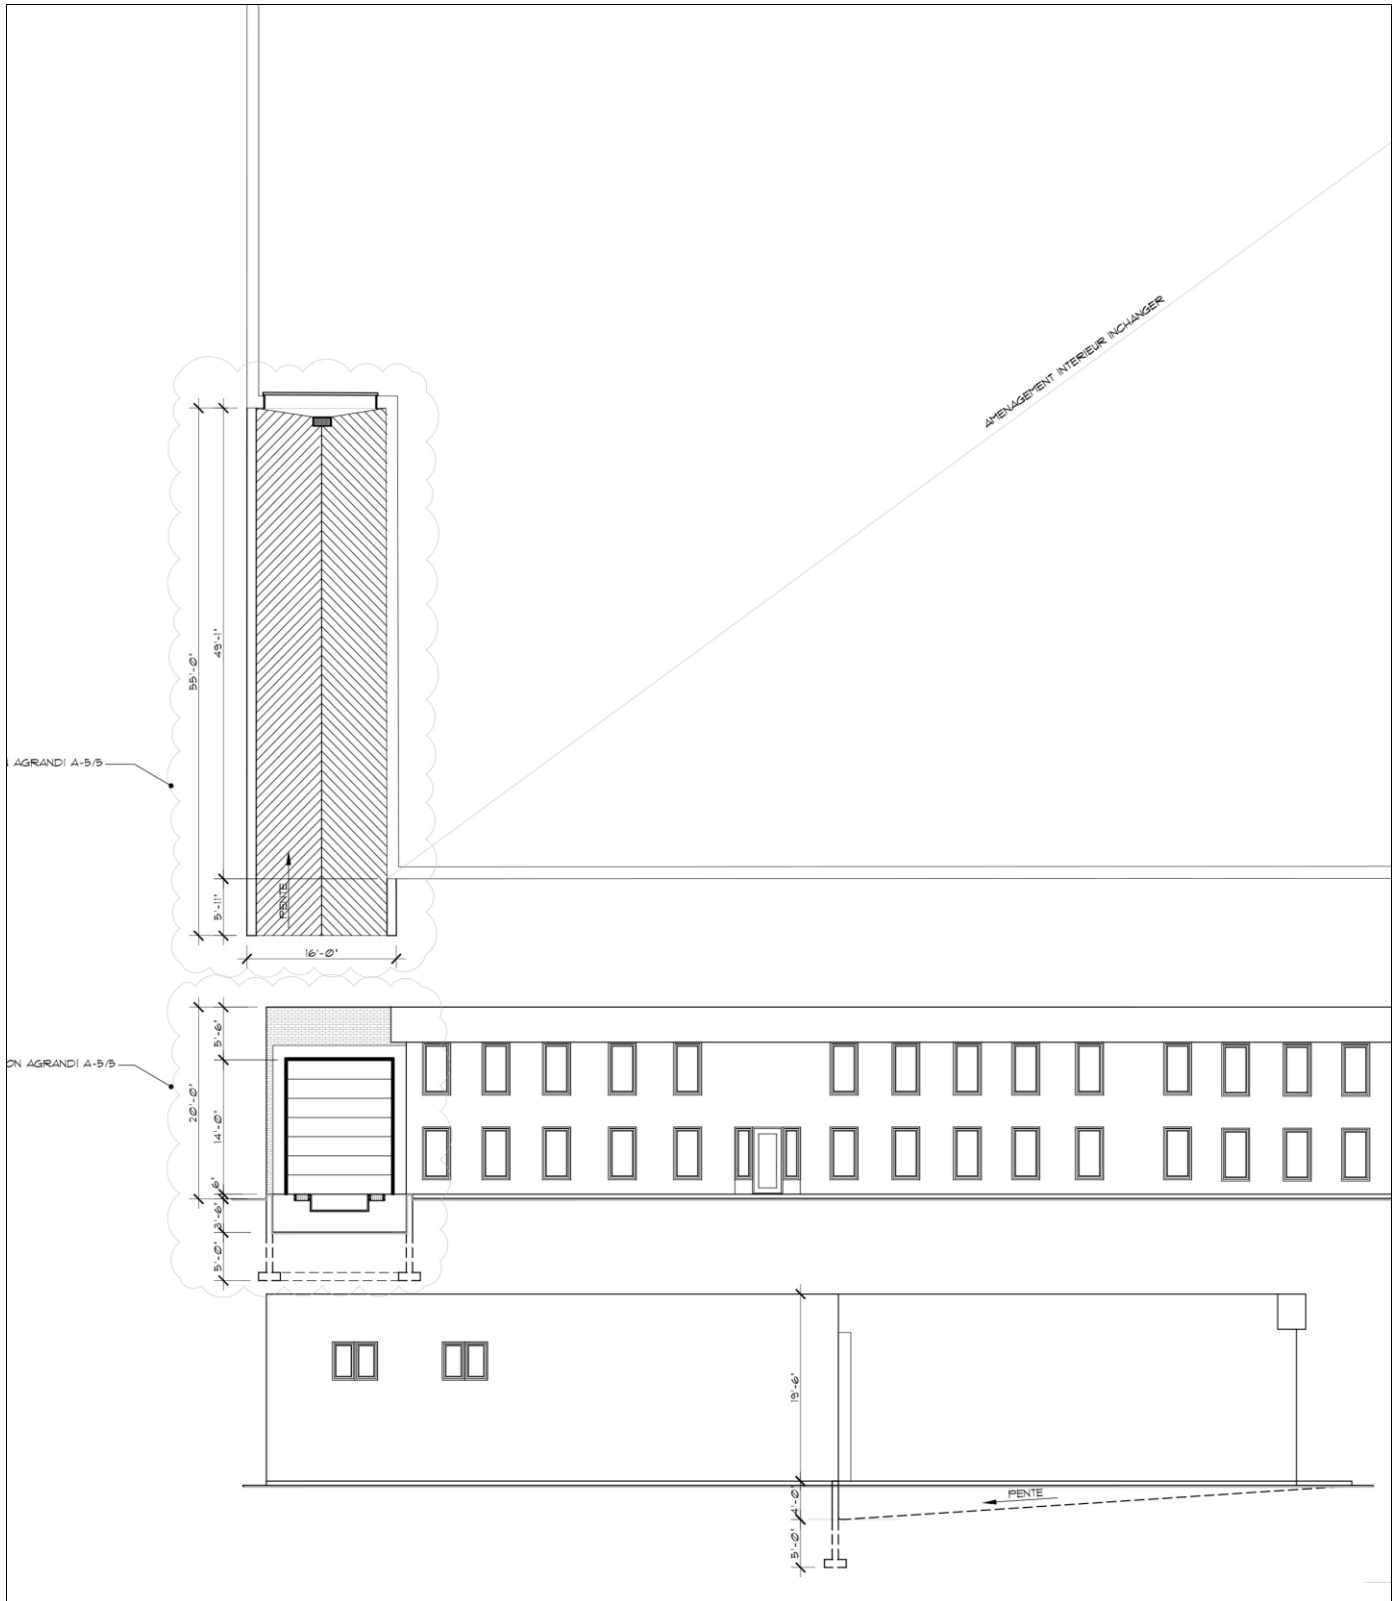 AMENAGEMENT INTERIEUR INCHANGER
55'-0"
49'-1"
AGRANDI A-5/5
PENTE
5'-11"
16'-0"
5'-6"
ON AGRANDI A-5/5
20'-0"
14'-0"
6"
3'-6"
5'-0"
19'-6"
PENTE
4'-0"
5'-0"